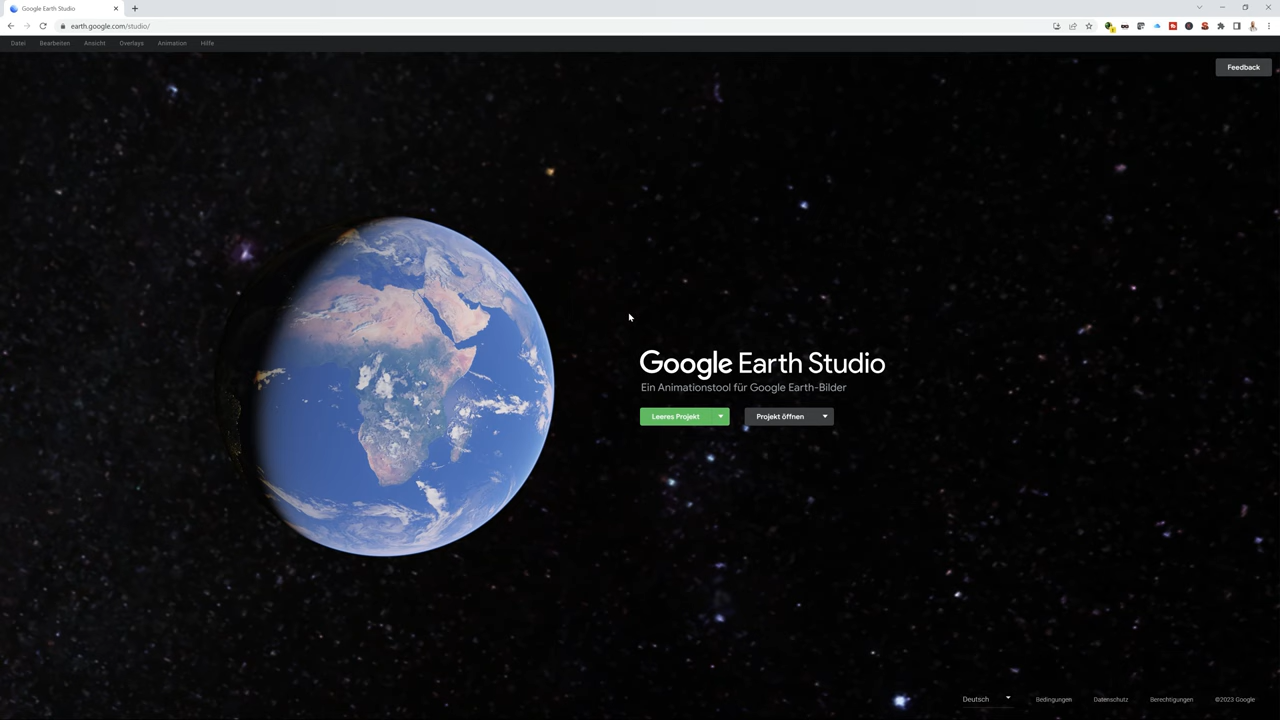 Google Earth Studio
earth.google.com/studio/
Datei Bearbeiten Ansicht Overlays Animation Hilfe
Feedback
Google Earth Studio
Ein Animationstool für Google Earth-Bilder
Leeres Projekt Projekt öffnen
Deutsch Bedingungen Datenschutz Berechtigungen ©2023 Google